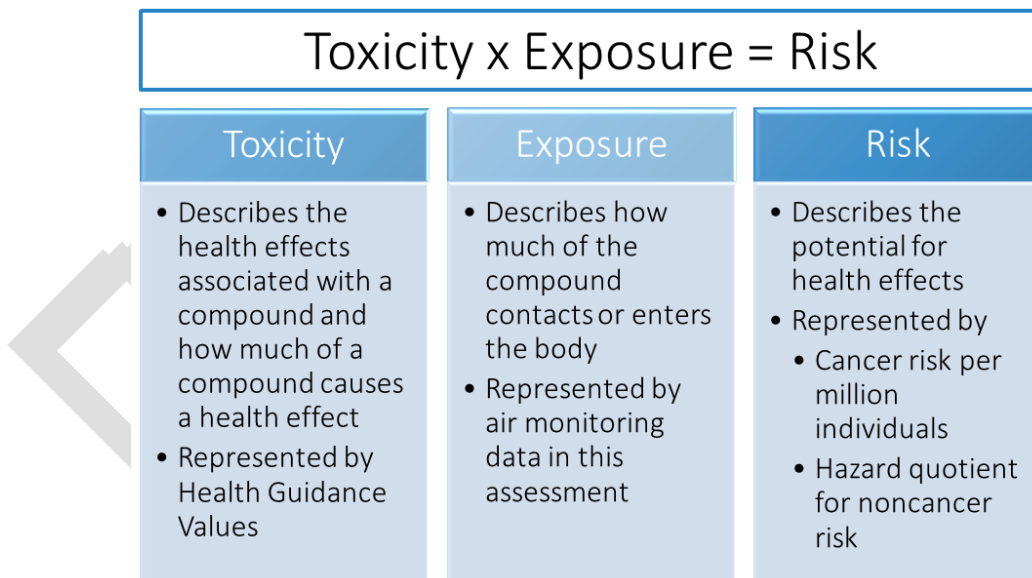 Toxicity x Exposure = Risk
Toxicity
• Describes the
health effects
associated with a
compound and
how much of a
compound causes
a health effect
• Represented by
Health Guidance
Values
Exposure
• Describes how
much of the
compound
contacts or enters
the body
• Represented by
air monitoring
data in this
assessment
Risk
• Describes the
potential for
health effects
• Represented by
• Cancer risk per
million
individuals
• Hazard quotient
for noncancer
risk